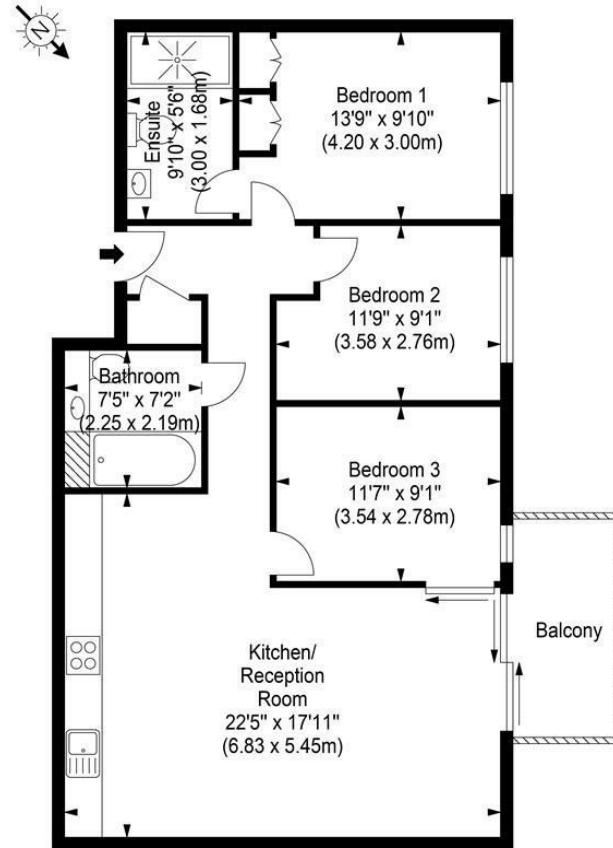 N
Ensuite
9'10" x 5'6"
(3.00 x 1.68m)
Bedroom 1
13'9" x 9'10"
(4.20 x 3.00m)
Bedroom 2
11'9" x 9'1"
(3.58 x 2.76m)
Bathroom
7'5" x 7'2"
(2.25 x 2.19m)
Bedroom 3
11'7" x 9'1"
(3.54 x 2.78m)
Balcony
Kitchen/
Reception
Room
22'5" x 17'11"
(6.83 x 5.45m)